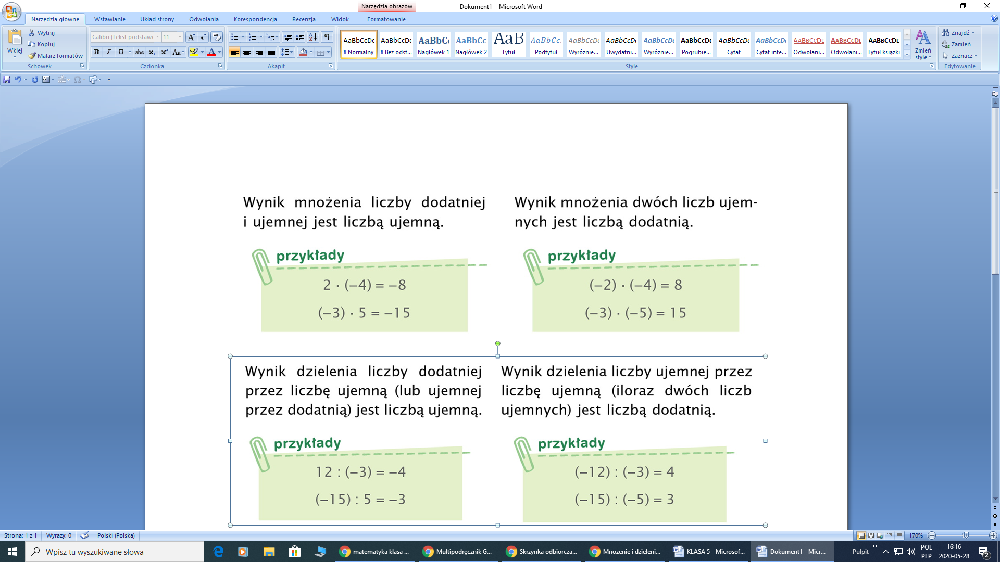 Narzędzia obrazów
Dokument1 - Microsoft Word
Narzędzia główne Wstawianie Układ strony Odwołania Korespondencja Recenzja Widok Formatowanie
Wklej
Wytnij
Kopiuj
Malarz formatów
Schowek
Calibri (Tekst podstawc 11
Czcionka
Akapit
AaBbCcDc AaBbCcDc AaBbC AaBbCc AaB AaBbCc. AaBbCcDc AaBbCcDc AaBbCcDc AaBbCcDc AaBbCcDc AaBbCcDc AABBCCDE AABBCCDE AABBCCDE
¶ Normalny ¶ Bez odst... Nagłówek 1 Nagłówek 2 Tytuł Podtytuł Wyróżnie... Uwydatni... Wyróżnie... Pogrubie... Cytat Cytat inte... Odwołani... Odwołani... Tytuł książki
Zmień
style
Style
Znajdź
Zamień
Zaznacz
Edytowanie
Wynik mnożenia liczby dodatniej
i ujemnej jest liczbą ujemną.
przykłady
2 · (−4) = −8
(−3) · 5 = −15
Wynik mnożenia dwóch liczb ujem-
nych jest liczbą dodatnią.
przykłady
(−2) · (−4) = 8
(−3) · (−5) = 15
Wynik dzielenia liczby dodatniej
przez liczbę ujemną (lub ujemnej
przez dodatnią) jest liczbą ujemną.
przykłady
12 : (−3) = −4
(−15) : 5 = −3
Wynik dzielenia liczby ujemnej przez
liczbę ujemną (iloraz dwóch liczb
ujemnych) jest liczbą dodatnią.
przykłady
(−12) : (−3) = 4
(−15) : (−5) = 3
Strona: 1 z 1 Wyrazy: 0 Polski (Polska) 170%
Wpisz tu wyszukiwane słowa
matematyka klasa ...
Multipodręcznik G...
Skrzynka odbiorcza...
Mnożenie i dzieleni...
KLASA 5 - Microsof...
Dokument1 - Micr...
Pulpit
POL
PLP
16:16
2020-05-28
2